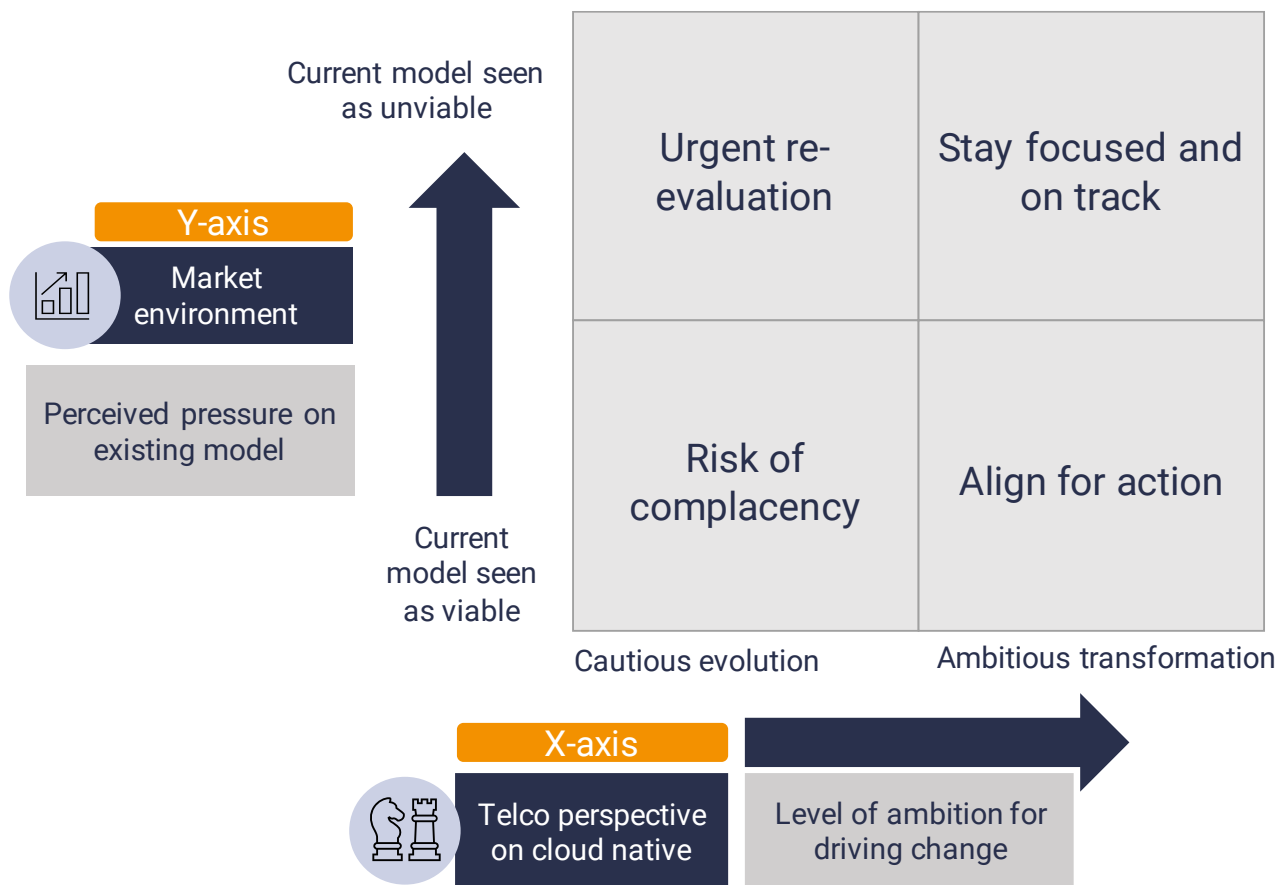 Current model seen
as unviable
Urgent re-
evaluation
Stay focused and
on track
Y-axis
Market
environment
Perceived pressure on
existing model
Risk of
complacency
Align for action
Current
model seen
as viable
Cautious evolution
Ambitious transformation
X-axis
Telco perspective
on cloud native
Level of ambition for
driving change